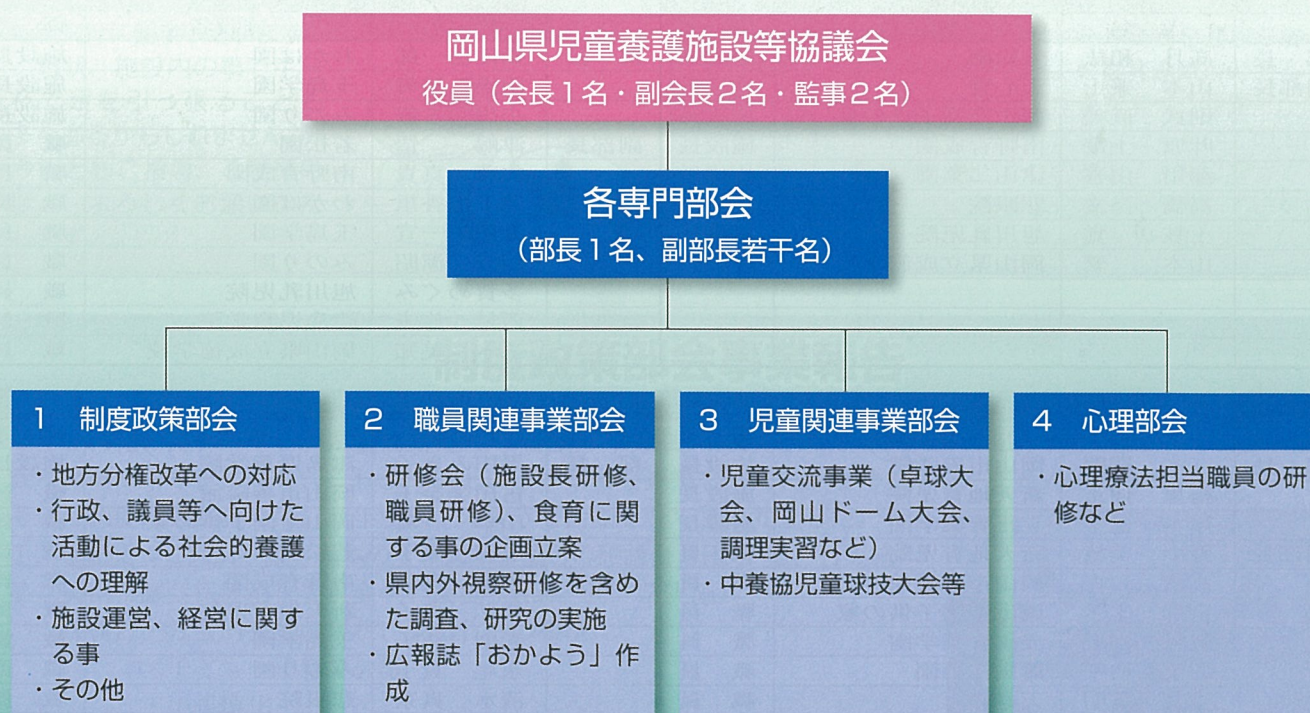 岡山県児童養護施設等協議会
役員（会長１名・副会長２名・監事２名）
各専門部会
（部長１名、副部長若干名）
1　制度政策部会
・地方分権改革への対応
・行政、議員等へ向けた
活動による社会的養護
への理解
・施設運営、経営に関す
る事
・その他
2　職員関連事業部会
・研修会（施設長研修、
職員研修）、食育に関
する事の企画立案
・県内外視察研修を含め
た調査、研究の実施
・広報誌「おかよう」作
成
3　児童関連事業部会
・児童交流事業（卓球大
会、岡山ドーム大会、
調理実習など）
・中養協児童球技大会等
4　心理部会
・心理療法担当職員の研
修など